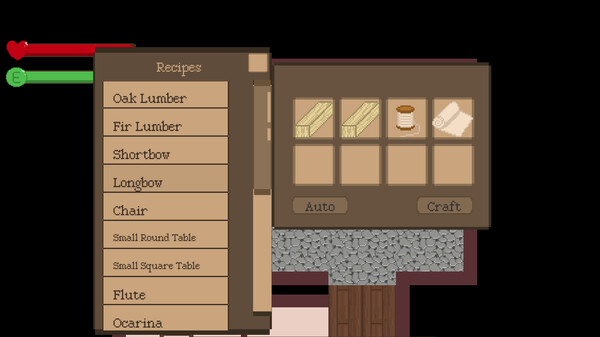 E
Recipes
Oak Lumber
Fir Lumber
Shortbow
Longbow
Chair
Small Round Table
Small Square Table
Flute
Ocarina
Auto
Craft